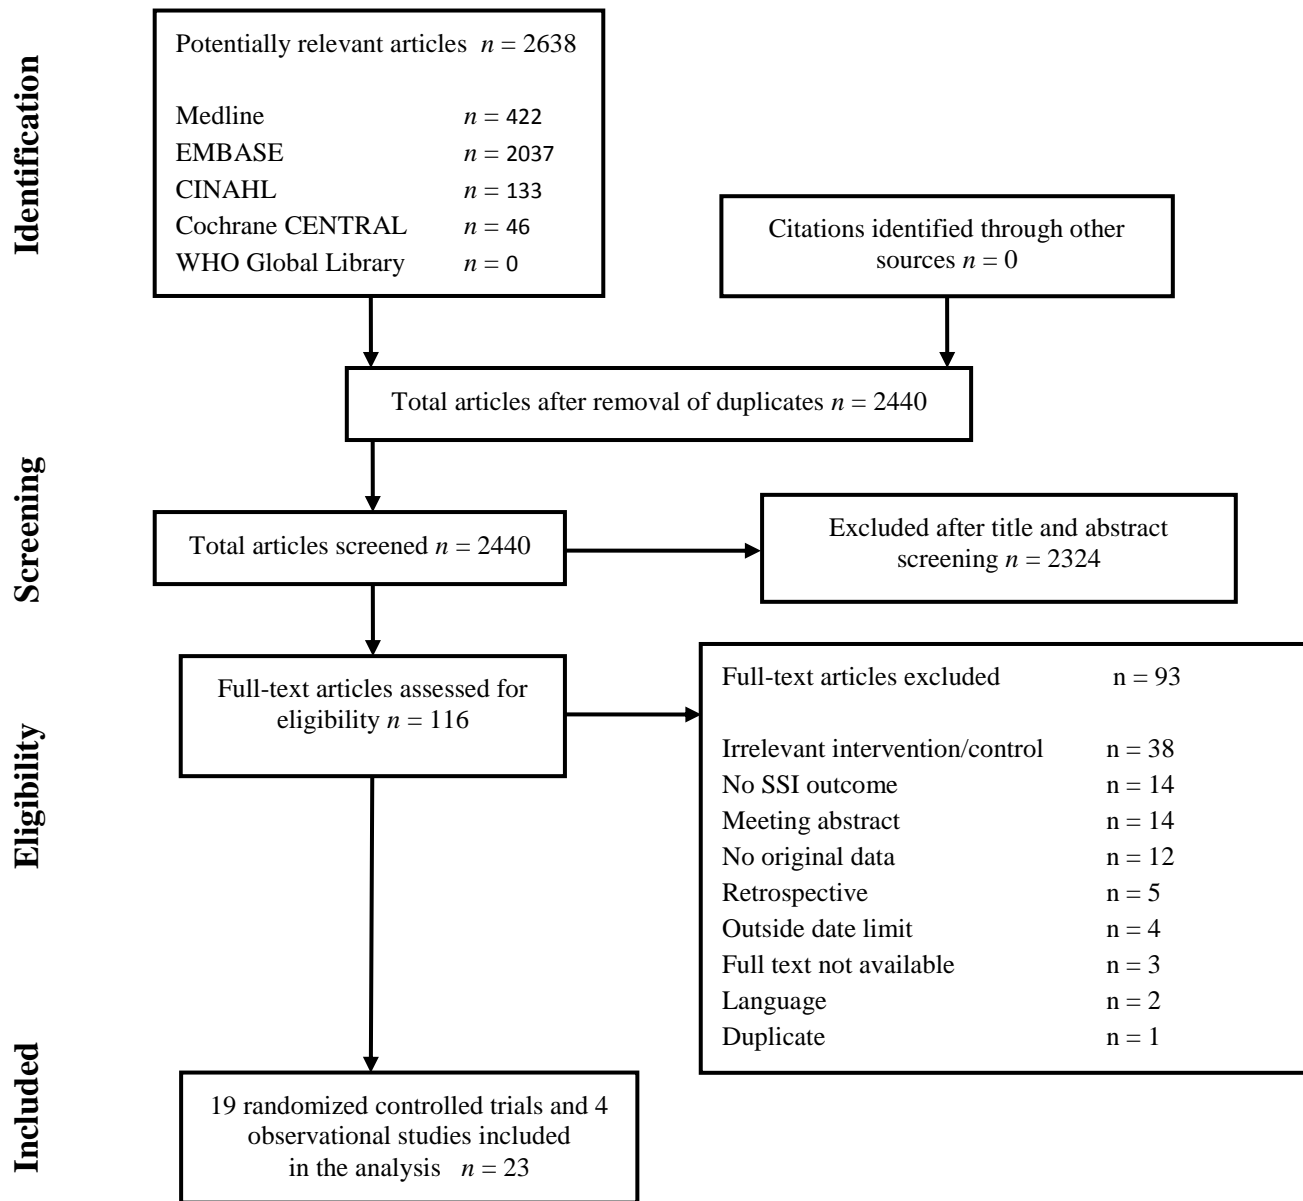 Identification
Potentially relevant articles n = 2638
Medline n = 422
EMBASE n = 2037
CINAHL n = 133
Cochrane CENTRAL n = 46
WHO Global Library n = 0
Citations identified through other
sources n = 0
Total articles after removal of duplicates n = 2440
Screening
Total articles screened n = 2440
Excluded after title and abstract
screening n = 2324
Eligibility
Full-text articles assessed for
eligibility n = 116
Full-text articles excluded n = 93
Irrelevant intervention/control n = 38
No SSI outcome n = 14
Meeting abstract n = 14
No original data n = 12
Retrospective n = 5
Outside date limit n = 4
Full text not available n = 3
Language n = 2
Duplicate n = 1
Included
19 randomized controlled trials and 4
observational studies included
in the analysis n = 23